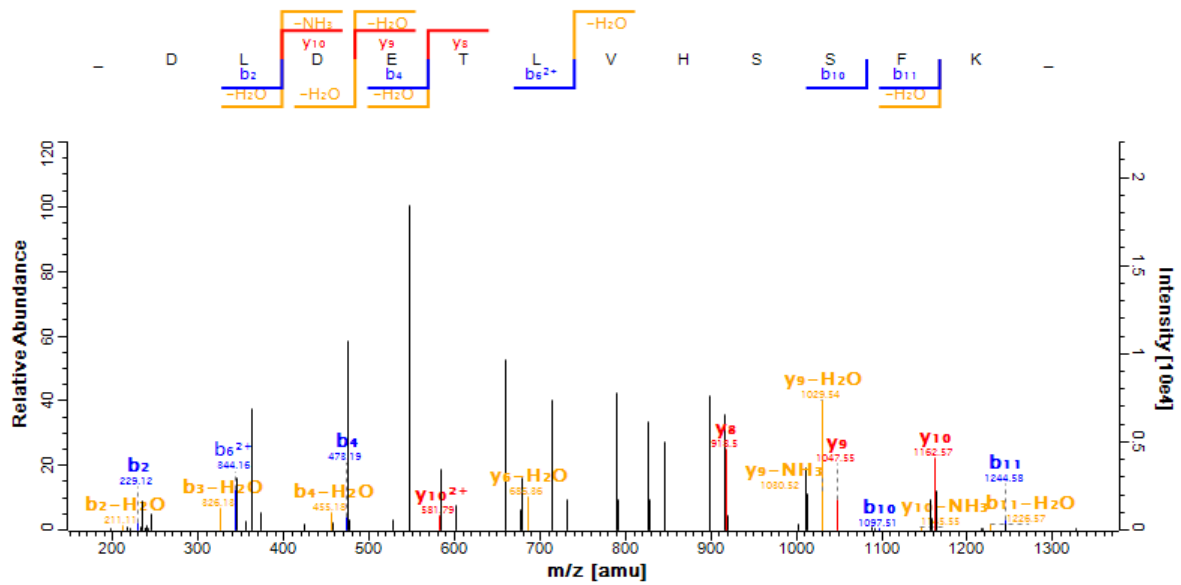 −NH₃ −H₂O −H₂O
y₁₀ y₉ y₈
_ D L D E T L V H S S F K _
b₂ b₄ b₆²⁺ b₁₀ b₁₁
−H₂O −H₂O −H₂O −H₂O
Relative Abundance
0 20 40 60 80 100 120
b₂−H₂O
211.11
b₂
229.12
b₃−H₂O
326.18
b₆²⁺
344.16
b₄−H₂O
455.18
b₄
473.19
y₁₀²⁺
581.79
y₆−H₂O
y₈
918.5
y₉−NH₃
1030.52
y₉−H₂O
1029.54
y₉
1047.55
b₁₀
1097.51
y₁₀−NH₃
y₁₀
1162.57
b₁₁
1244.58
b₁₁−H₂O
1226.57
0 0.5 1 1.5 2
Intensity [10e4]
200 300 400 500 600 700 800 900 1000 1100 1200 1300
m/z [amu]